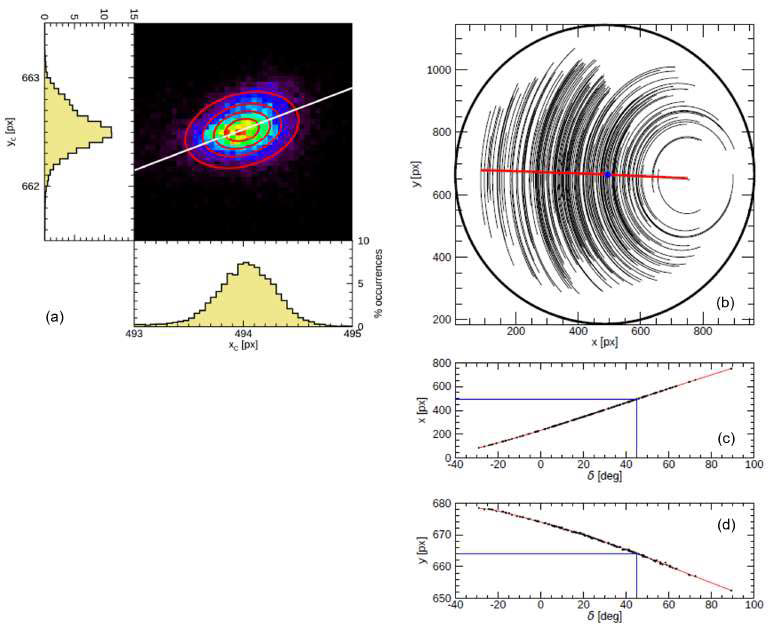 0 5 10 15
663
y_C [px]
662
10
5
0
% occurrences
(a)
493 494 495
x_C [px]
1000
800
y [px]
600
400
200
(b)
200 400 600 800
x [px]
800
600
x [px]
400
200
0
(c)
-40 -20 0 20 40 60 80 100
δ [deg]
680
670
y [px]
660
650
(d)
-40 -20 0 20 40 60 80 100
δ [deg]